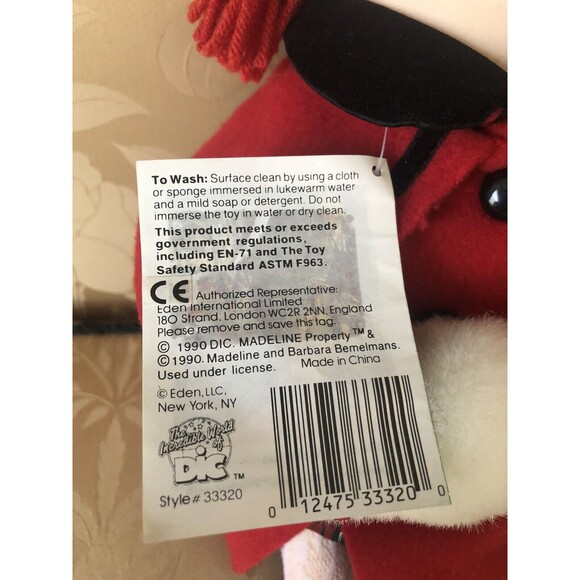 To Wash: Surface clean by using a cloth
or sponge immersed in lukewarm water
and a mild soap or detergent. Do not
immerse the toy in water or dry clean.
This product meets or exceeds
government regulations,
including EN-71 and The Toy
Safety Standard ASTM F963.
CE Authorized Representative:
Eden International Limited
180 Strand, London WC2R 2NN, England
Please remove and save this tag.
© 1990 DIC. MADELINE Property™ &
© 1990. Madeline and Barbara Bemelmans.
Used under license. Made in China
© Eden, LLC,
New York, NY
The
Incredible World
of
DiC ™
Style# 33320
0 12475 33320 0